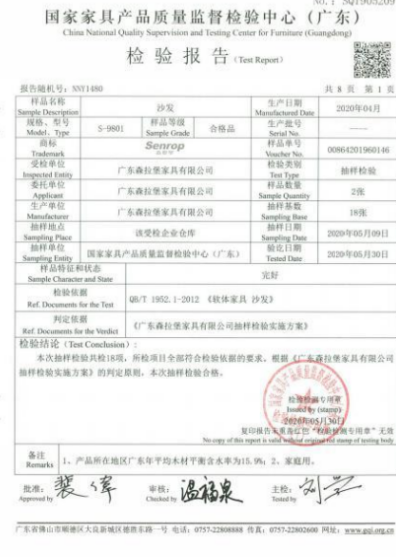 国家家具产品质量监督检验中心（广东）
China National Quality Supervision and Testing Center for Furniture (Guangdong)
检验报告(Test Report)
报告随机号: NNY1480 共 8 页 第 1 页
样品名称 Sample Description 沙发 生产日期 Manufactured Date 2020年04月
规格、型号 Model、Type S-9801 样品等级 Sample Grade 合格品 生产批号 Serial No. ——
商标 Trademark Senrop 样品单号 Voucher No. 00864201960146
受检单位 Inspected Entity 广东森拉堡家具有限公司 检验类别 Test Type 抽样检验
委托单位 Applicant 广东森拉堡家具有限公司 样品数量 Sample Quantity 2张
生产单位 Manufacturer 广东森拉堡家具有限公司 抽样基数 Sampling Base 18张
抽样地点 Sampling Place 该受检企业仓库 抽样日期 Sampling Date 2020年05月09日
抽样单位 Sampling Entity 国家家具产品质量监督检验中心（广东） 验讫日期 Tested Date 2020年05月30日
样品特征和状态 Sample Character and State 完好
检验依据 Ref. Documents for the Test QB/T 1952.1-2012 《软体家具 沙发》
判定依据 Ref. Documents for the Verdict 《广东森拉堡家具有限公司抽样检验实施方案》
检验结论（Test Conclusion）:
本次抽样检验共检18项，所检项目全部符合检验依据的要求。根据《广东森拉堡家具有限公司
抽样检验实施方案》的判定原则，本次抽样检验合格。
检验检测专用章
Issued by (stamp)
2020年05月30日
复印报告未重盖红色“检验检测专用章”无效
No copy of this report is valid without original red stamp of testing body
备注 Remarks 1、产品所在地区广东年平均木材平衡含水率为15.9%; 2、家庭用。
批准: Approved by 审核: Checked by 温福泉 主检: Tested by
广东省佛山市顺德区大良新城区德胜东路一号 电话: 0757-22808888 传真: 0757-22802600 网址: www.gqi.org.cn